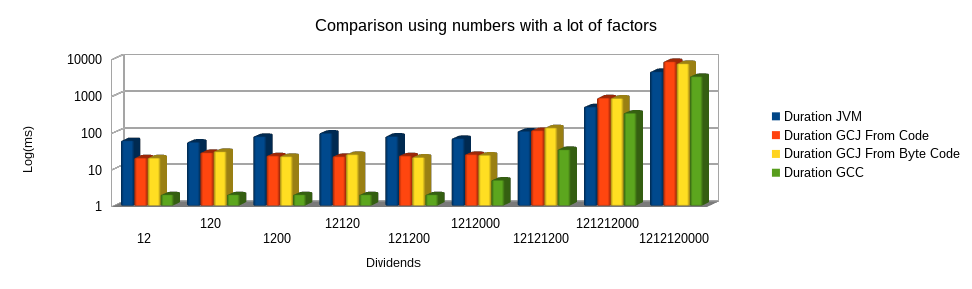 Comparison using numbers with a lot of factors
10000
1000
100
10
1
Log(ms)
12
120
1200
12120
121200
1212000
12121200
121212000
1212120000
Dividends
Duration JVM
Duration GCJ From Code
Duration GCJ From Byte Code
Duration GCC